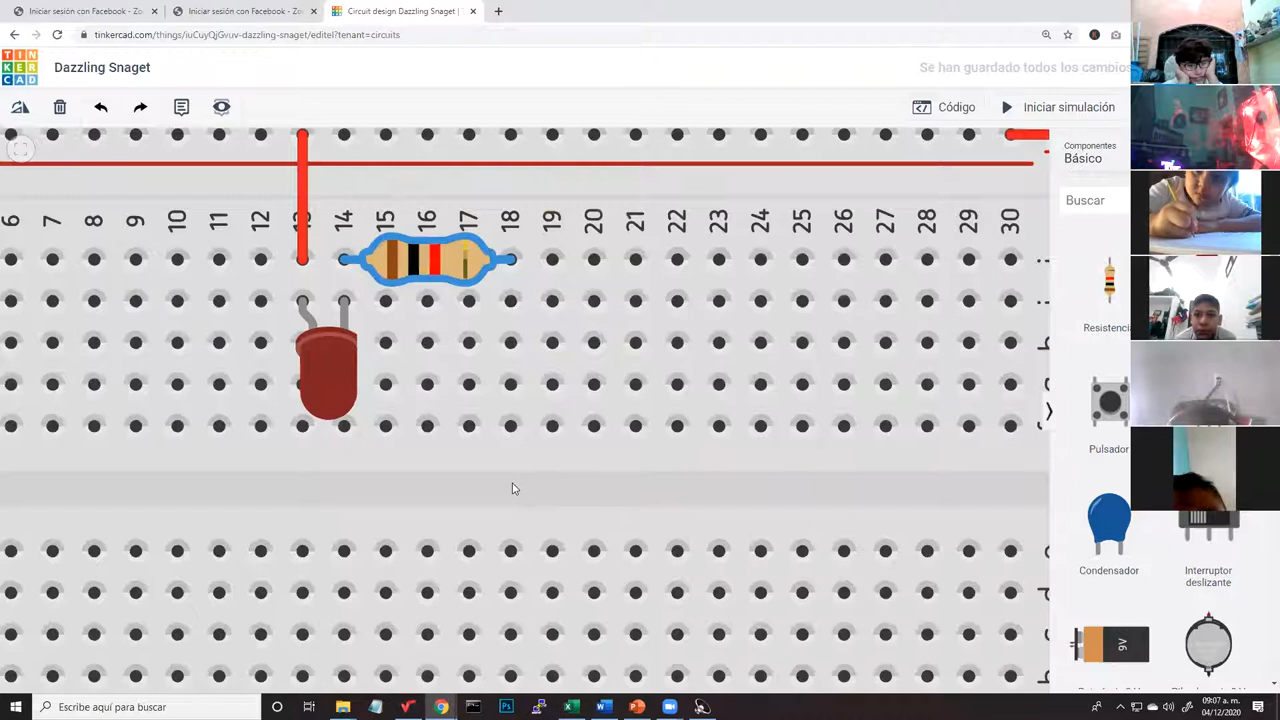 Iniciar sesión con Facebook - Zo
Iniciar sesión con Facebook - Zo
Circuit design Dazzling Snaget |
tinkercad.com/things/iuCuyQjGvuv-dazzling-snaget/editel?tenant=circuits
TIN
KER
CAD
Dazzling Snaget
Se han guardado todos los cambios
Código
Iniciar simulación
Componentes
Básico
Buscar
6 7 8 9 10 11 12 13 14 15 16 17 18 19 20 21 22 23 24 25 26 27 28 29 30
Resistencia
Pulsador
Condensador
Interruptor
deslizante
9V
Escribe aquí para buscar
09:07 a. m.
04/12/2020